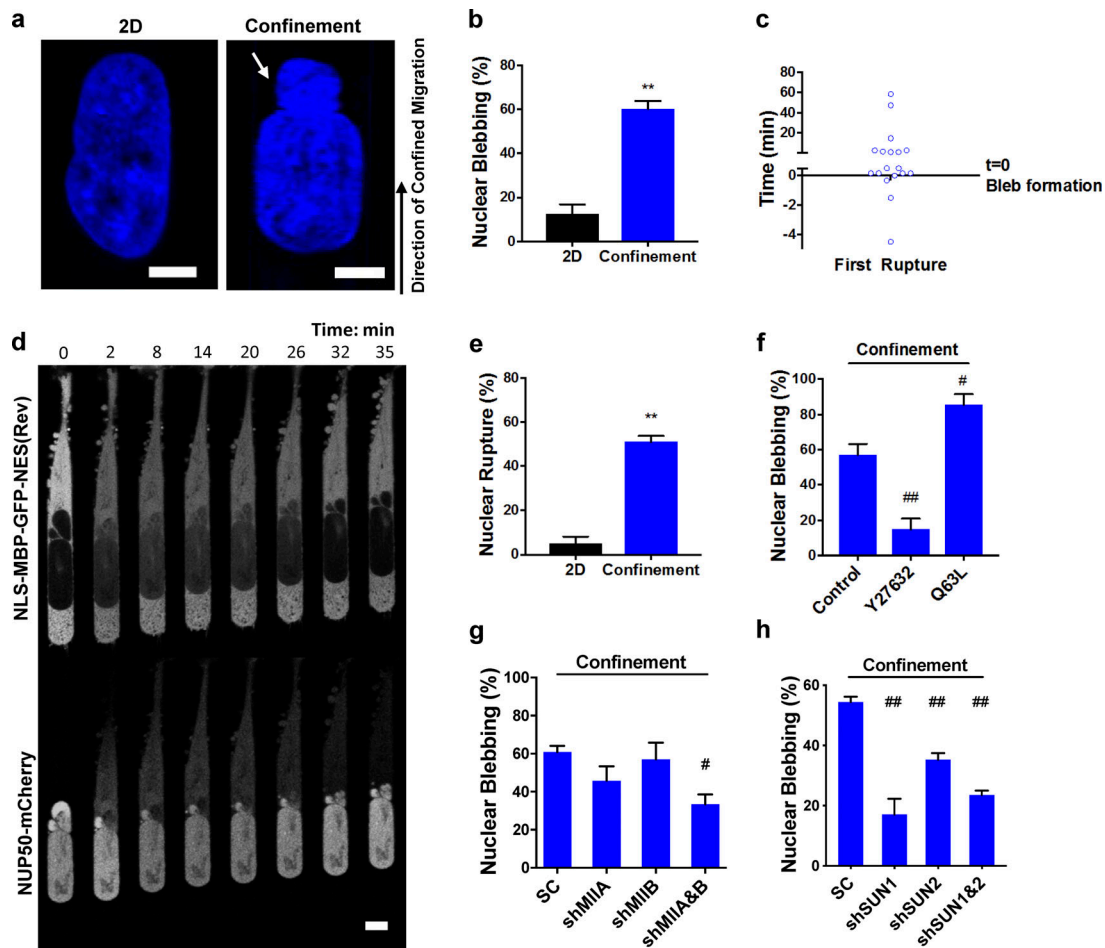 a
2D
Confinement
Direction of Confined Migration
b
Nuclear Blebbing (%)
80
60
40
20
0
**
2D
Confinement
c
Time (min)
80
60
40
20
0
-2
-4
t=0
Bleb formation
First Rupture
d
Time: min
0 2 8 14 20 26 32 35
NLS-MBP-GFP-NES(Rev)
NUP50-mCherry
e
Nuclear Rupture (%)
80
60
40
20
0
**
2D
Confinement
f
Confinement
Nuclear Blebbing (%)
100
80
60
40
20
0
##
#
Control
Y27632
Q63L
g
Confinement
Nuclear Blebbing (%)
100
80
60
40
20
0
#
SC
shMIIA
shMIIB
shMIIA&B
h
Confinement
Nuclear Blebbing (%)
60
40
20
0
## ## ##
SC
shSUN1
shSUN2
shSUN1&2